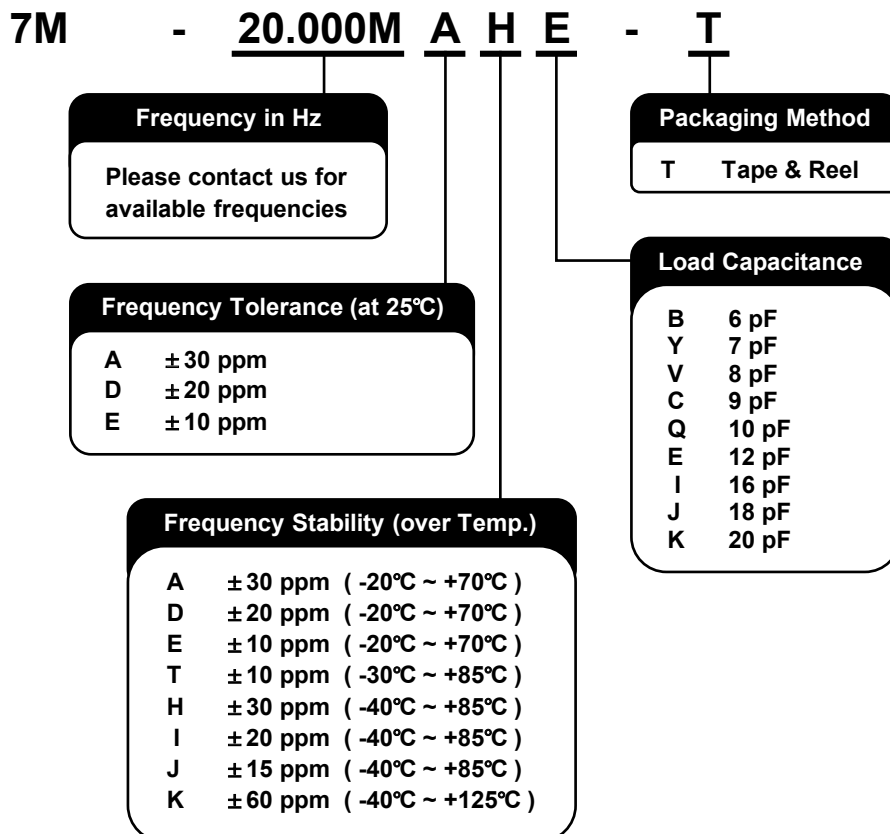 7M - 20.000M A H E - T
Frequency in Hz
Please contact us for
available frequencies
Packaging Method
T Tape & Reel
Frequency Tolerance (at 25℃)
A ±30 ppm
D ±20 ppm
E ±10 ppm
Load Capacitance
B 6 pF
Y 7 pF
V 8 pF
C 9 pF
Q 10 pF
E 12 pF
I 16 pF
J 18 pF
K 20 pF
Frequency Stability (over Temp.)
A ±30 ppm ( -20℃ ~ +70℃ )
D ±20 ppm ( -20℃ ~ +70℃ )
E ±10 ppm ( -20℃ ~ +70℃ )
T ±10 ppm ( -30℃ ~ +85℃ )
H ±30 ppm ( -40℃ ~ +85℃ )
I ±20 ppm ( -40℃ ~ +85℃ )
J ±15 ppm ( -40℃ ~ +85℃ )
K ±60 ppm ( -40℃ ~ +125℃ )